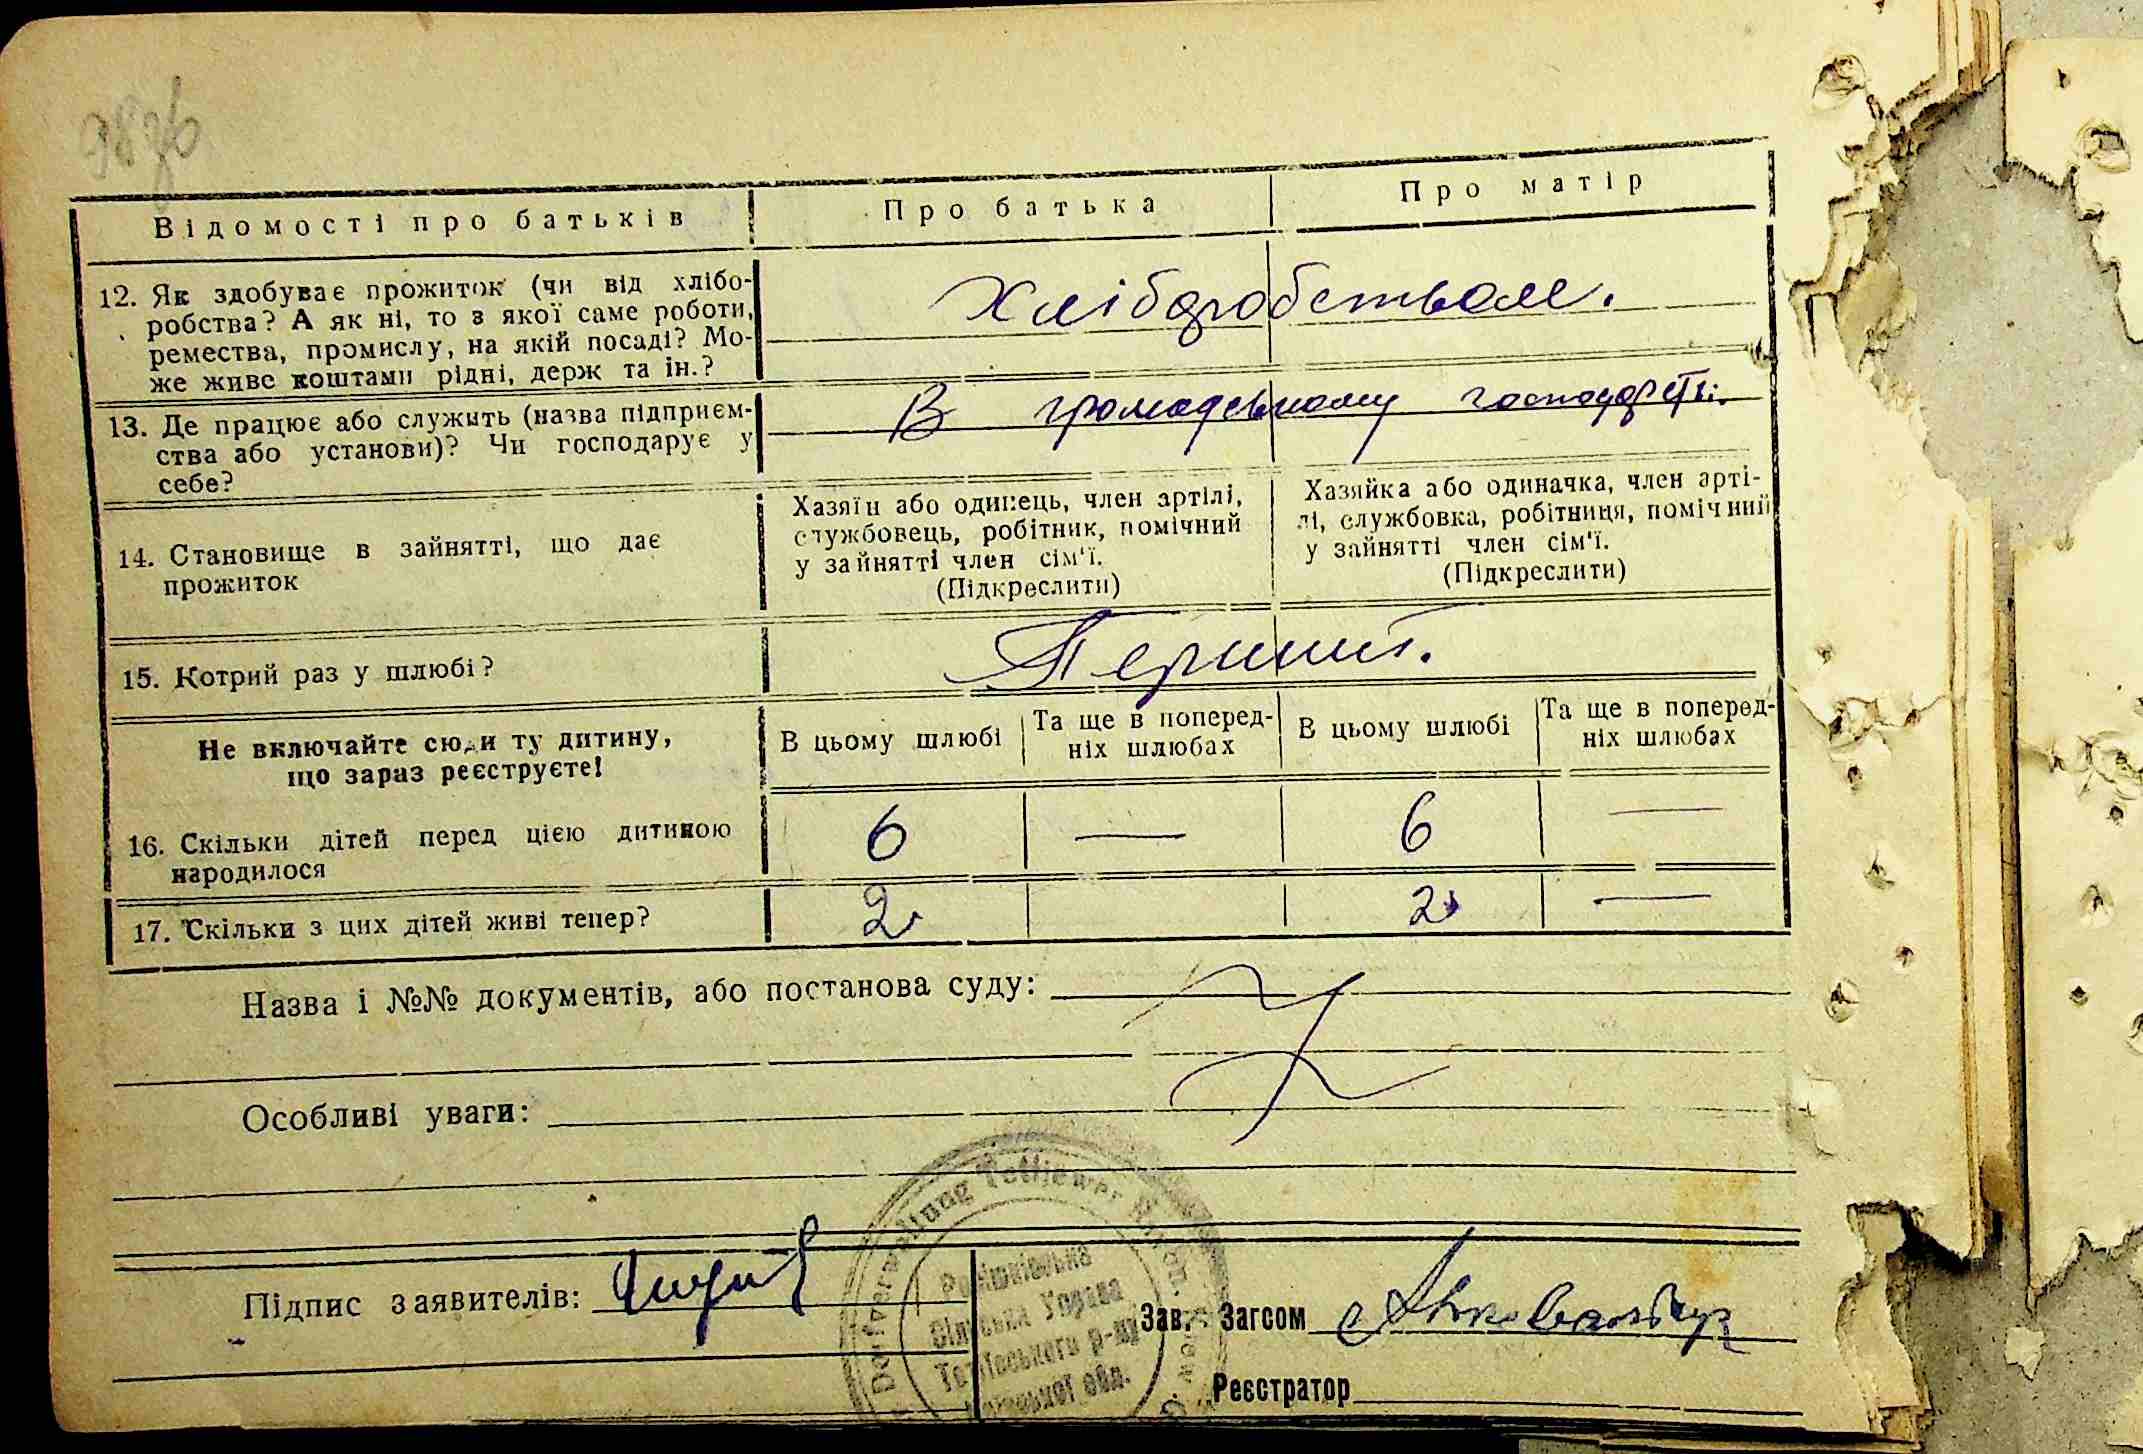 Відомості про батьків
Про батька
Про матір
12. Як здобуває прожиток (чи від хлібо-
робства? А як ні, то з якої саме роботи,
ремества, промислу, на якій посаді? Мо-
же живе коштами рідні, держ та ін.?
Хліборобством.
13. Де працює або служить (назва підприєм-
ства або установи)? Чи господарує у
себе?
В громадському господарстві.
14. Становище в зайнятті, що дає
прожиток
Хазяїн або одинець, член артілі,
службовець, робітник, помічний
у зайнятті член сім'ї.
(Підкреслити)
Хазяйка або одиначка, член арті-
лі, службовка, робітниця, помічний
у зайнятті член сім'ї.
(Підкреслити)
15. Котрий раз у шлюбі?
Перший.
Не включайте сюди ту дитину,
що зараз реєструєте!
В цьому шлюбі
Та ще в поперед-
ніх шлюбах
В цьому шлюбі
Та ще в поперед-
ніх шлюбах
16. Скільки дітей перед цією дитиною
народилося
6 — 6 —
17. Скільки з цих дітей живі тепер?
2 2 —
Назва і №№ документів, або постанова суду:
Особливі уваги:
Підпис заявителів:
Зав. Загсом
Реєстратор
Dorfverwaltung Tetijewer
Сільська Управа
Тетіївського р-ну
Київської обл.